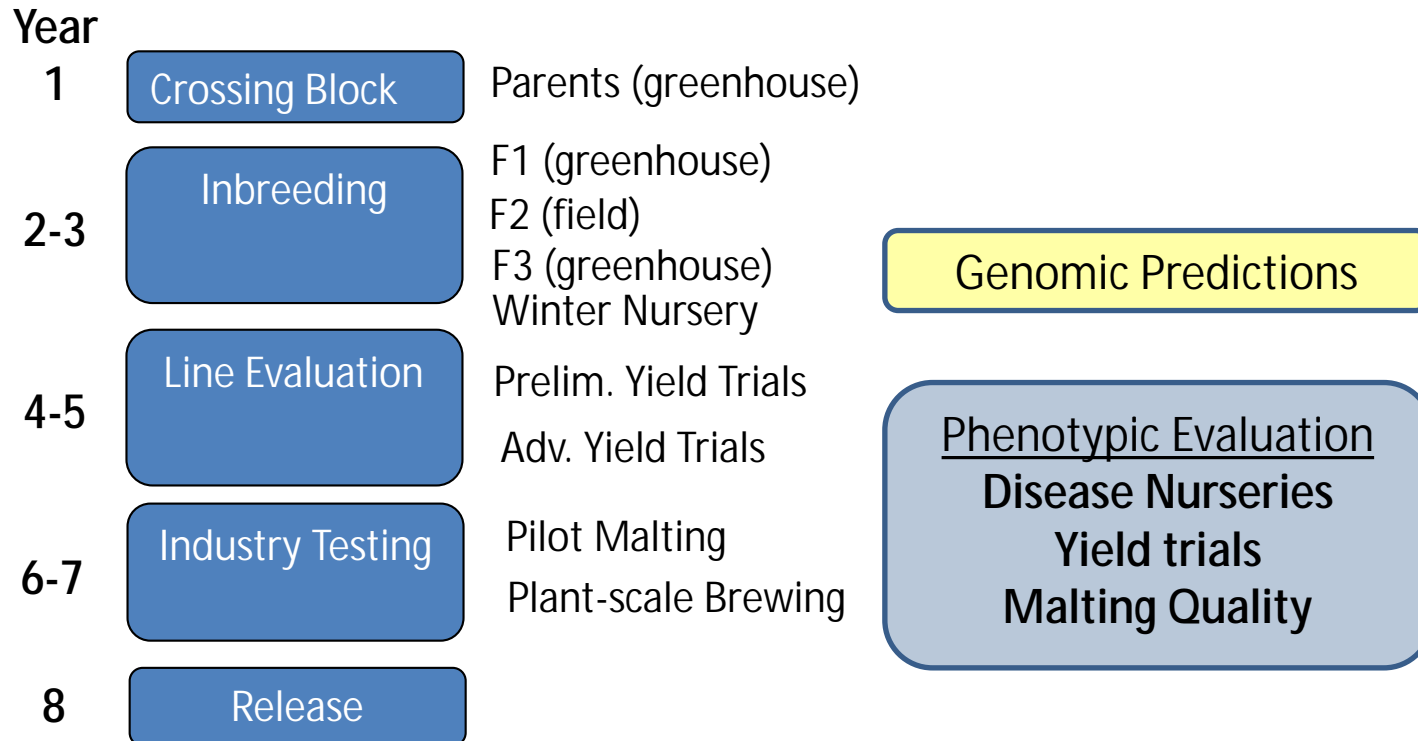 Year
1
Crossing Block
Parents (greenhouse)
2-3
Inbreeding
F1 (greenhouse)
F2 (field)
F3 (greenhouse)
Winter Nursery
Genomic Predictions
4-5
Line Evaluation
Prelim. Yield Trials
Adv. Yield Trials
Phenotypic Evaluation
Disease Nurseries
Yield trials
Malting Quality
6-7
Industry Testing
Pilot Malting
Plant-scale Brewing
8
Release